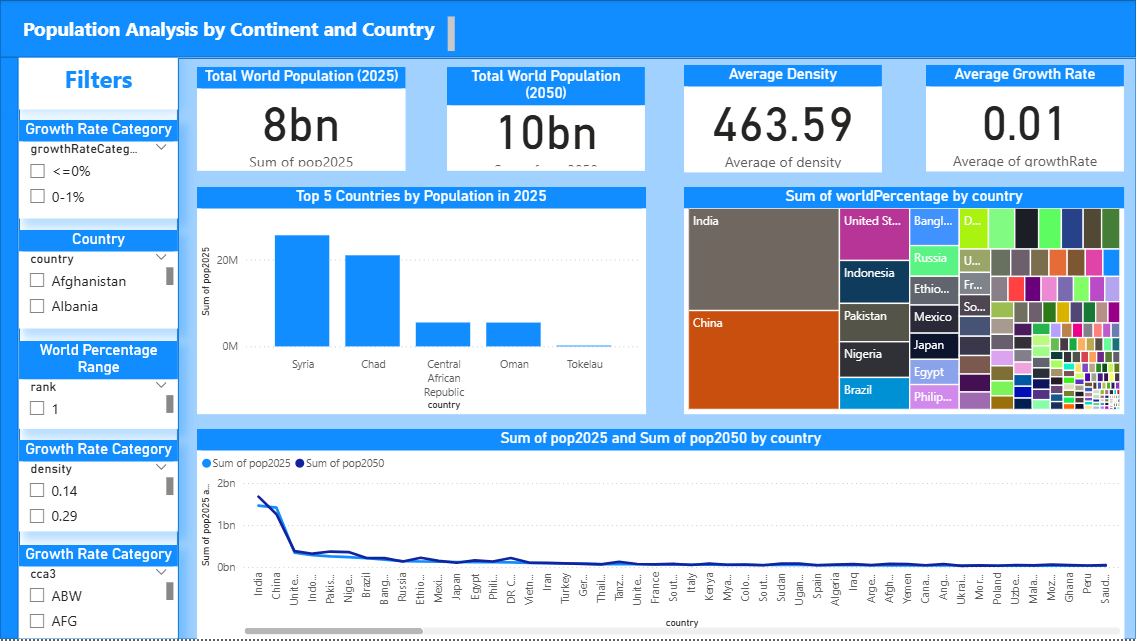 Population Analysis by Continent and Country
Filters
Growth Rate Category
growthRateCateg...
<=0%
0-1%
Country
country
Afghanistan
Albania
World Percentage
Range
rank
1
Growth Rate Category
density
0.14
0.29
Growth Rate Category
cca3
ABW
AFG
Total World Population (2025)
8bn
Sum of pop2025
Total World Population
(2050)
10bn
Average Density
463.59
Average of density
Average Growth Rate
0.01
Average of growthRate
Top 5 Countries by Population in 2025
Sum of pop2025
20M
0M
Syria
Chad
Central
African
Republic
Oman
Tokelau
country
Sum of worldPercentage by country
India
China
United St...
Indonesia
Pakistan
Nigeria
Brazil
Bangl...
Russia
Ethio...
Mexico
Japan
Egypt
Philip...
D...
U...
Fr...
So...
Sum of pop2025 and Sum of pop2050 by country
Sum of pop2025
Sum of pop2050
Sum of pop2025 a...
2bn
1bn
0bn
India
China
Unite...
Indo...
Pakis...
Nige...
Brazil
Bang...
Russia
Ethio...
Mexi...
Japan
Egypt
Phili...
DR C...
Vietn...
Iran
Turkey
Ger...
Thail...
Tanz...
Unite...
France
Sout...
Italy
Kenya
Mya...
Colo...
Sout...
Sudan
Ugan...
Spain
Algeria
Iraq
Arge...
Afgh...
Yemen
Cana...
Ang...
Ukrai...
Mor...
Poland
Uzbe...
Mala...
Moz...
Ghana
Peru
Saud...
country